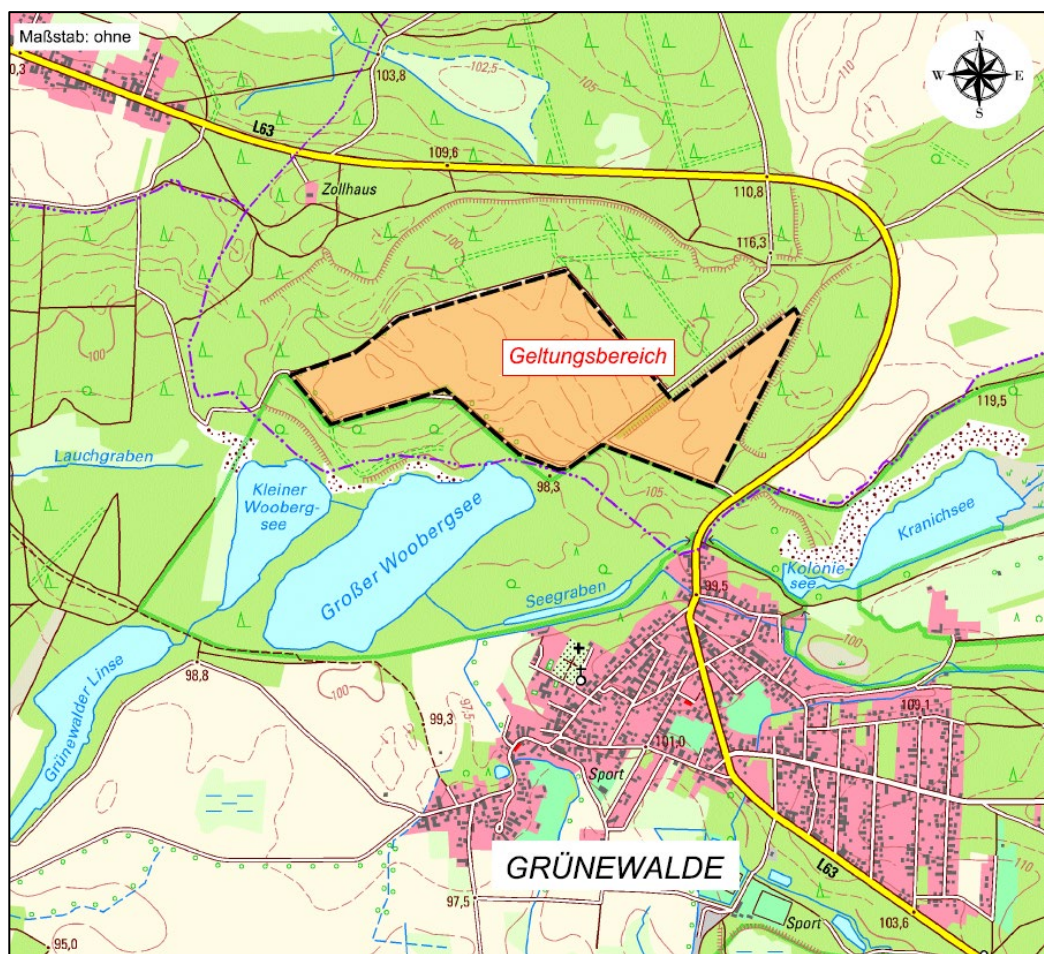 Maßstab: ohne
N
W
E
S
0,3
103,8
102,5
105
110
L63
109,6
Zollhaus
110,8
100
116,3
Geltungsbereich
100
119,5
Lauchgraben
Kleiner
Wooberg-
see
98,3
105
Großer Woobergsee
Kranichsee
Kolonie-
see
Seegraben
99,5
Grünewalder Linse
98,8
100
99,3
97,5
100
109,1
101,0
Sport
GRÜNEWALDE
L63
110
97,5
Sport
103,6
95,0